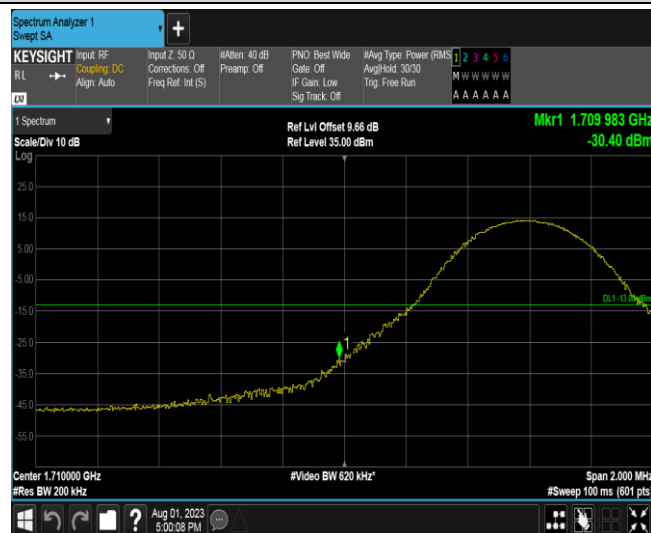 Spectrum Analyzer 1
Swept SA
+
KEYSIGHT
RL
Input: RF
Coupling: DC
Align: Auto
Input Z: 50 Ω
Corrections: Off
Freq Ref: Int (S)
#Atten: 40 dB
Preamp: Off
PNO: Best Wide
Gate: Off
IF Gain: Low
Sig Track: Off
#Avg Type: Power (RMS
Avg|Hold: 30/30
Trig: Free Run
1 2 3 4 5 6
M W W W W W
A A A A A A
LXI
1 Spectrum
Scale/Div 10 dB
Ref Lvl Offset 9.66 dB
Ref Level 35.00 dBm
Mkr1 1.709 983 GHz
-30.40 dBm
Log
25.0
15.0
5.00
-5.00
-15.0
-25.0
-35.0
-45.0
-55.0
DL1 -13.00 dBm
1
Center 1.710000 GHz
#Res BW 200 kHz
#Video BW 620 kHz*
Span 2.000 MHz
#Sweep 100 ms (601 pts)
?
Aug 01, 2023
5:00:08 PM